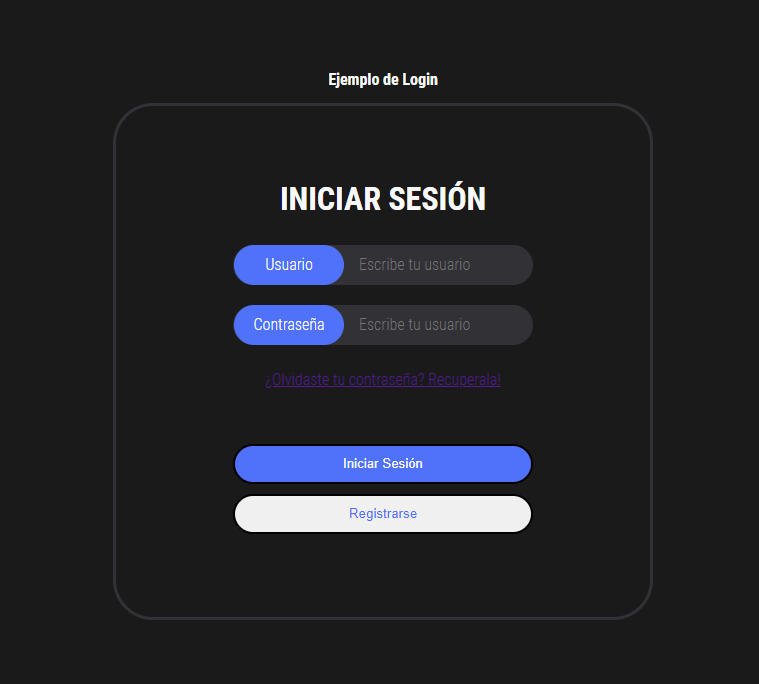 Ejemplo de Login
INICIAR SESIÓN
Usuario Escribe tu usuario
Contraseña Escribe tu usuario
¿Olvidaste tu contraseña? Recuperala!
Iniciar Sesión
Registrarse